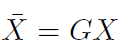 X̄ = GX